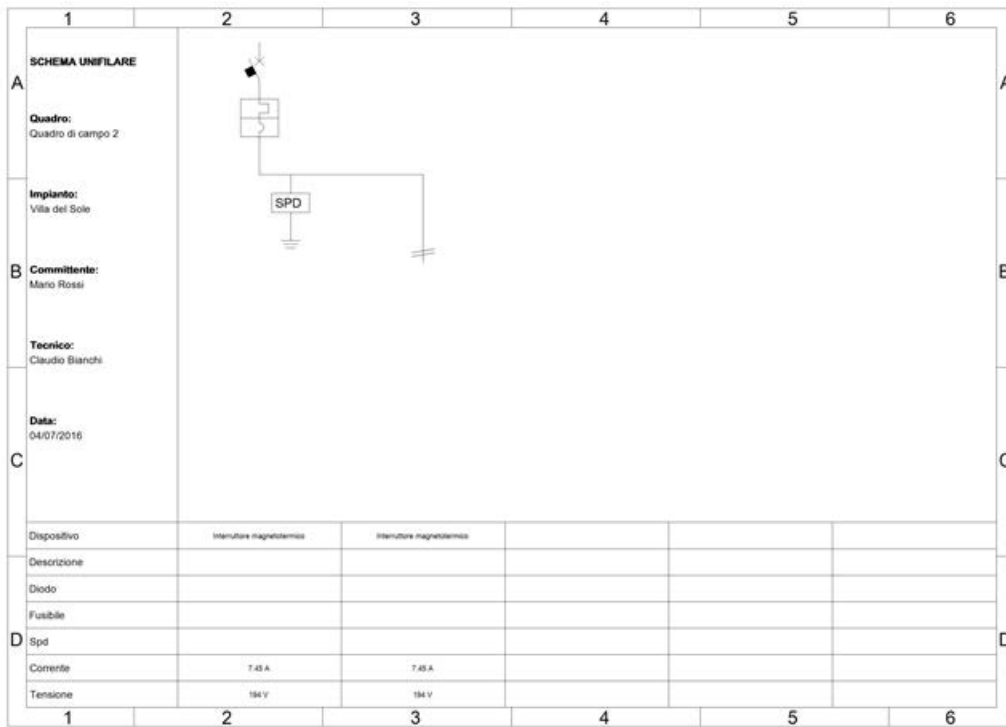 1 2 3 4 5 6
A A
SCHEMA UNIFILARE
Quadro:
Quadro di campo 2
Impianto:
Villa del Sole
SPD
B B
Committente:
Mario Rossi
Tecnico:
Claudio Bianchi
Data:
04/07/2016
C C
Dispositivo Interruttore magnetotermico Interruttore magnetotermico
Descrizione
Diodo
Fusibile
D Spd D
Corrente 7.45 A 7.45 A
Tensione 194 V 194 V
1 2 3 4 5 6